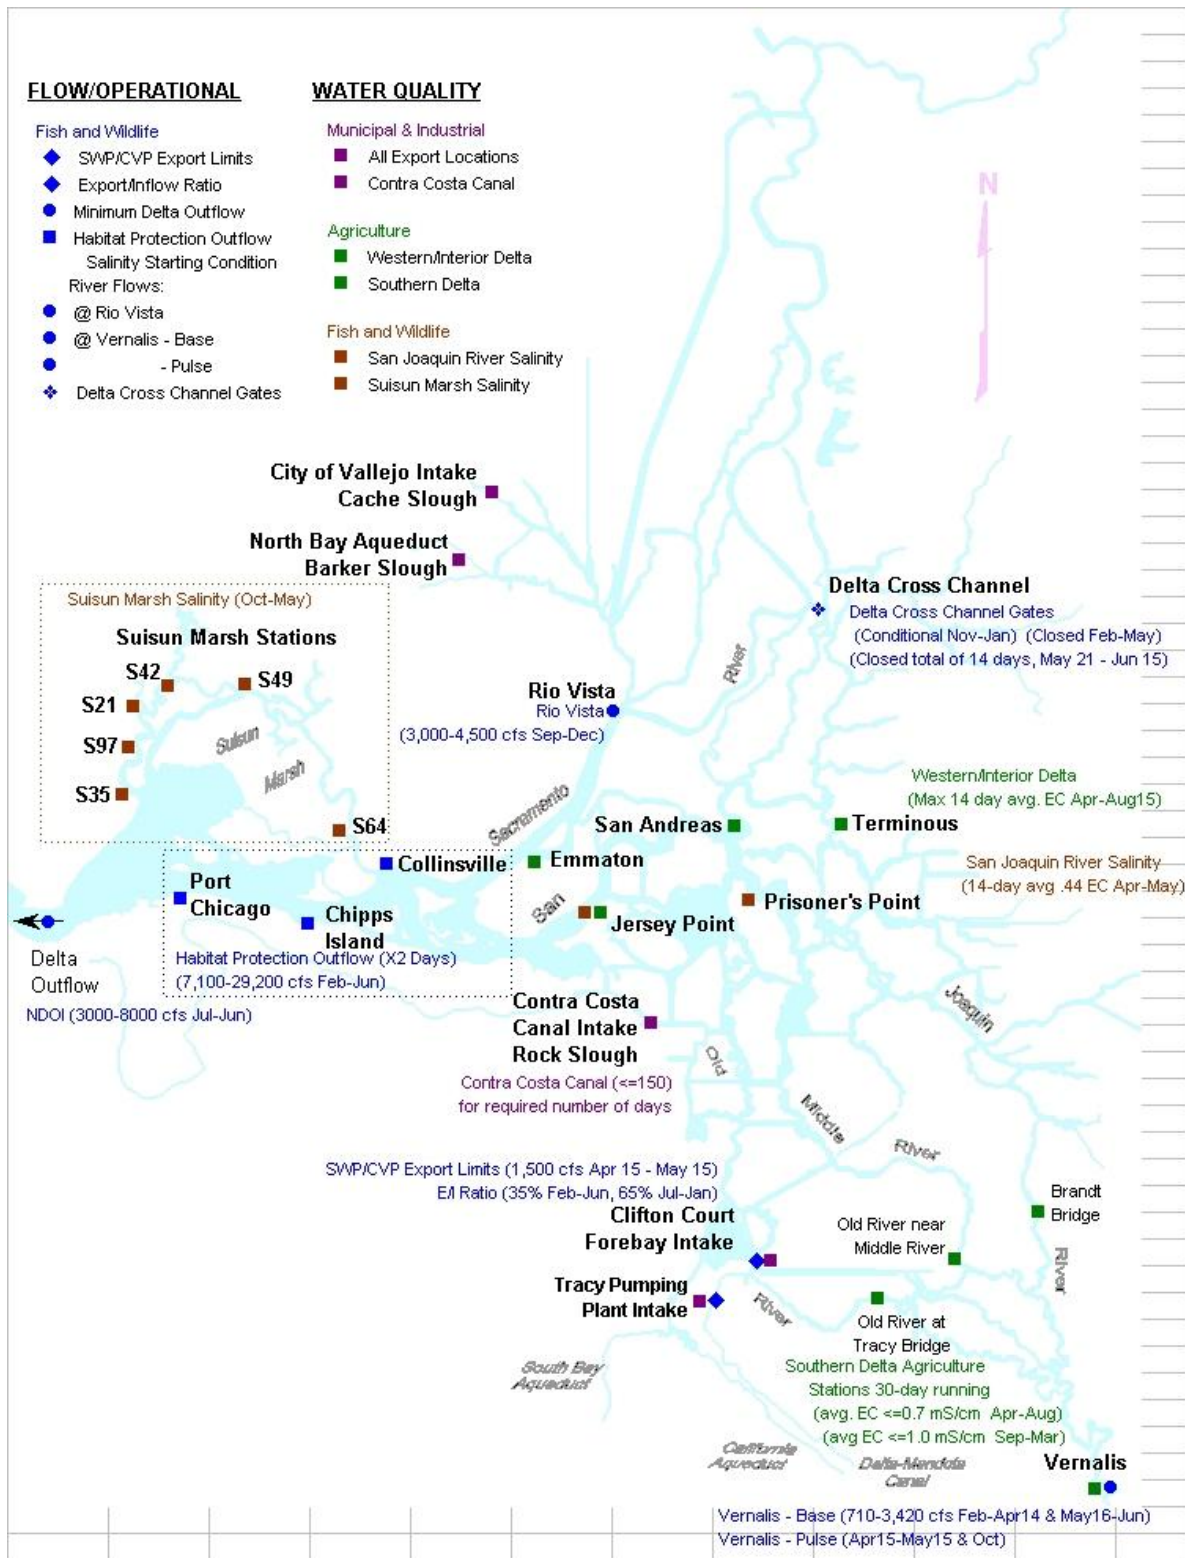 FLOW/OPERATIONAL
Fish and Wildlife
SWP/CVP Export Limits
Export/Inflow Ratio
Minimum Delta Outflow
Habitat Protection Outflow
Salinity Starting Condition
River Flows:
@ Rio Vista
@ Vernalis - Base
- Pulse
Delta Cross Channel Gates
WATER QUALITY
Municipal & Industrial
All Export Locations
Contra Costa Canal
Agriculture
Western/Interior Delta
Southern Delta
Fish and Wildlife
San Joaquin River Salinity
Suisun Marsh Salinity
N
City of Vallejo Intake
Cache Slough
North Bay Aqueduct
Barker Slough
Delta Cross Channel
Delta Cross Channel Gates
(Conditional Nov-Jan) (Closed Feb-May)
(Closed total of 14 days, May 21 - Jun 15)
Suisun Marsh Salinity (Oct-May)
Suisun Marsh Stations
S42
S49
S21
S97
S35
S64
Suisun
Marsh
River
Rio Vista
Rio Vista
(3,000-4,500 cfs Sep-Dec)
Sacramento
Western/Interior Delta
(Max 14 day avg. EC Apr-Aug15)
San Andreas
Terminous
Collinsville
Emmaton
San Joaquin River Salinity
(14-day avg .44 EC Apr-May)
Prisoner's Point
Port
Chicago
Chipps
Island
San
Jersey Point
Habitat Protection Outflow (X2 Days)
(7,100-29,200 cfs Feb-Jun)
Delta
Outflow
NDOI (3000-8000 cfs Jul-Jun)
Contra Costa
Canal Intake
Rock Slough
Contra Costa Canal (<=150)
for required number of days
Joaquin
Old
Middle
River
SWP/CVP Export Limits (1,500 cfs Apr 15 - May 15)
E/I Ratio (35% Feb-Jun, 65% Jul-Jan)
Clifton Court
Forebay Intake
Old River near
Middle River
Brandt
Bridge
River
Tracy Pumping
Plant Intake
River
Old River at
Tracy Bridge
South Bay
Aqueduct
Southern Delta Agriculture
Stations 30-day running
(avg. EC <=0.7 mS/cm Apr-Aug)
(avg EC <=1.0 mS/cm Sep-Mar)
California
Aqueduct
Delta-Mendota
Canal
Vernalis
Vernalis - Base (710-3,420 cfs Feb-Apr14 & May16-Jun)
Vernalis - Pulse (Apr15-May15 & Oct)